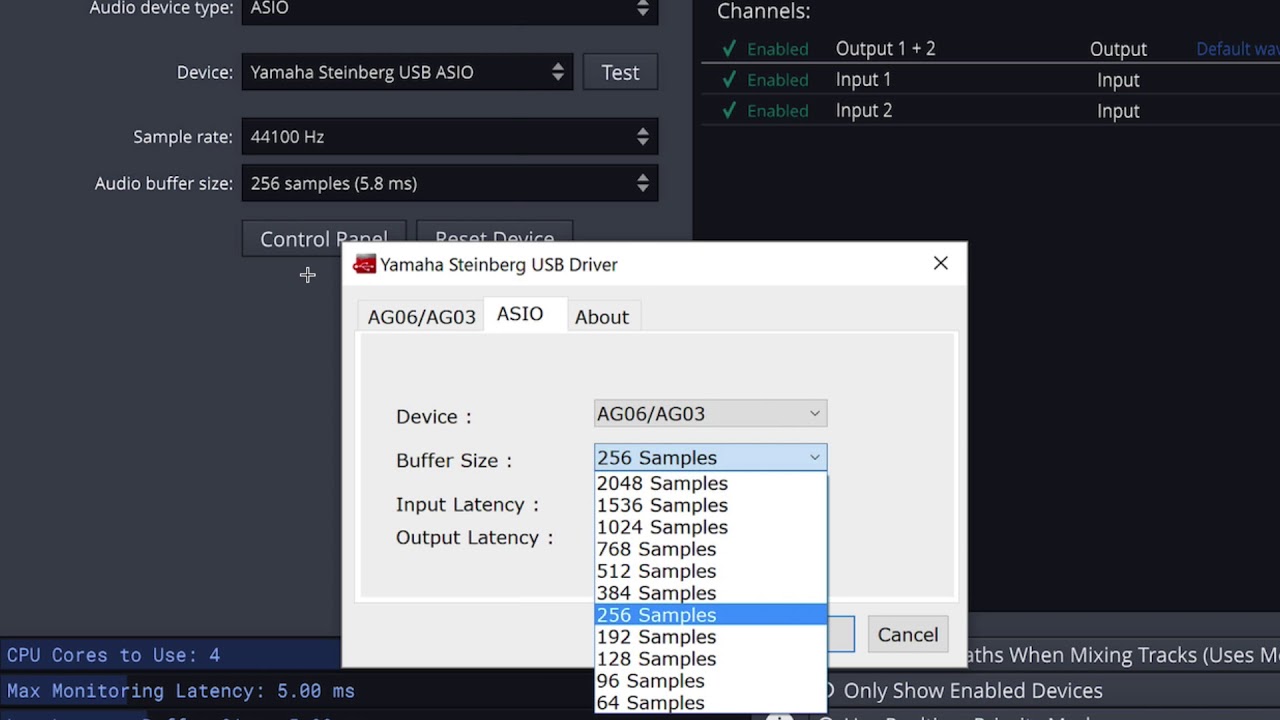 Audio device type: ASIO
Channels:
Enabled Output 1 + 2 Output Default
Device: Yamaha Steinberg USB ASIO Test
Enabled Input 1 Input
Enabled Input 2 Input
Sample rate: 44100 Hz
Audio buffer size: 256 samples (5.8 ms)
Control Panel Reset Device
Yamaha Steinberg USB Driver
AG06/AG03 ASIO About
Device : AG06/AG03
Buffer Size : 256 Samples
2048 Samples
1536 Samples
Input Latency :
1024 Samples
Output Latency :
768 Samples
512 Samples
384 Samples
256 Samples
192 Samples
Cancel
128 Samples
96 Samples
64 Samples
CPU Cores to Use: 4
When Mixing Tracks (Uses
Max Monitoring Latency: 5.00 ms
Only Show Enabled Devices